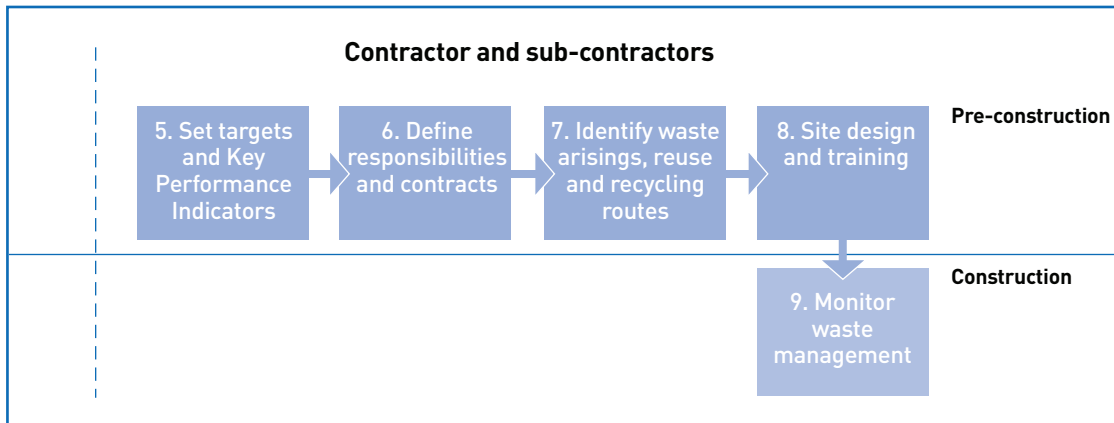 Contractor and sub-contractors
Pre-construction
5. Set targets
and Key
Performance
Indicators
6. Define
responsibilities
and contracts
7. Identify waste
arisings, reuse
and recycling
routes
8. Site design
and training
Construction
9. Monitor
waste
management